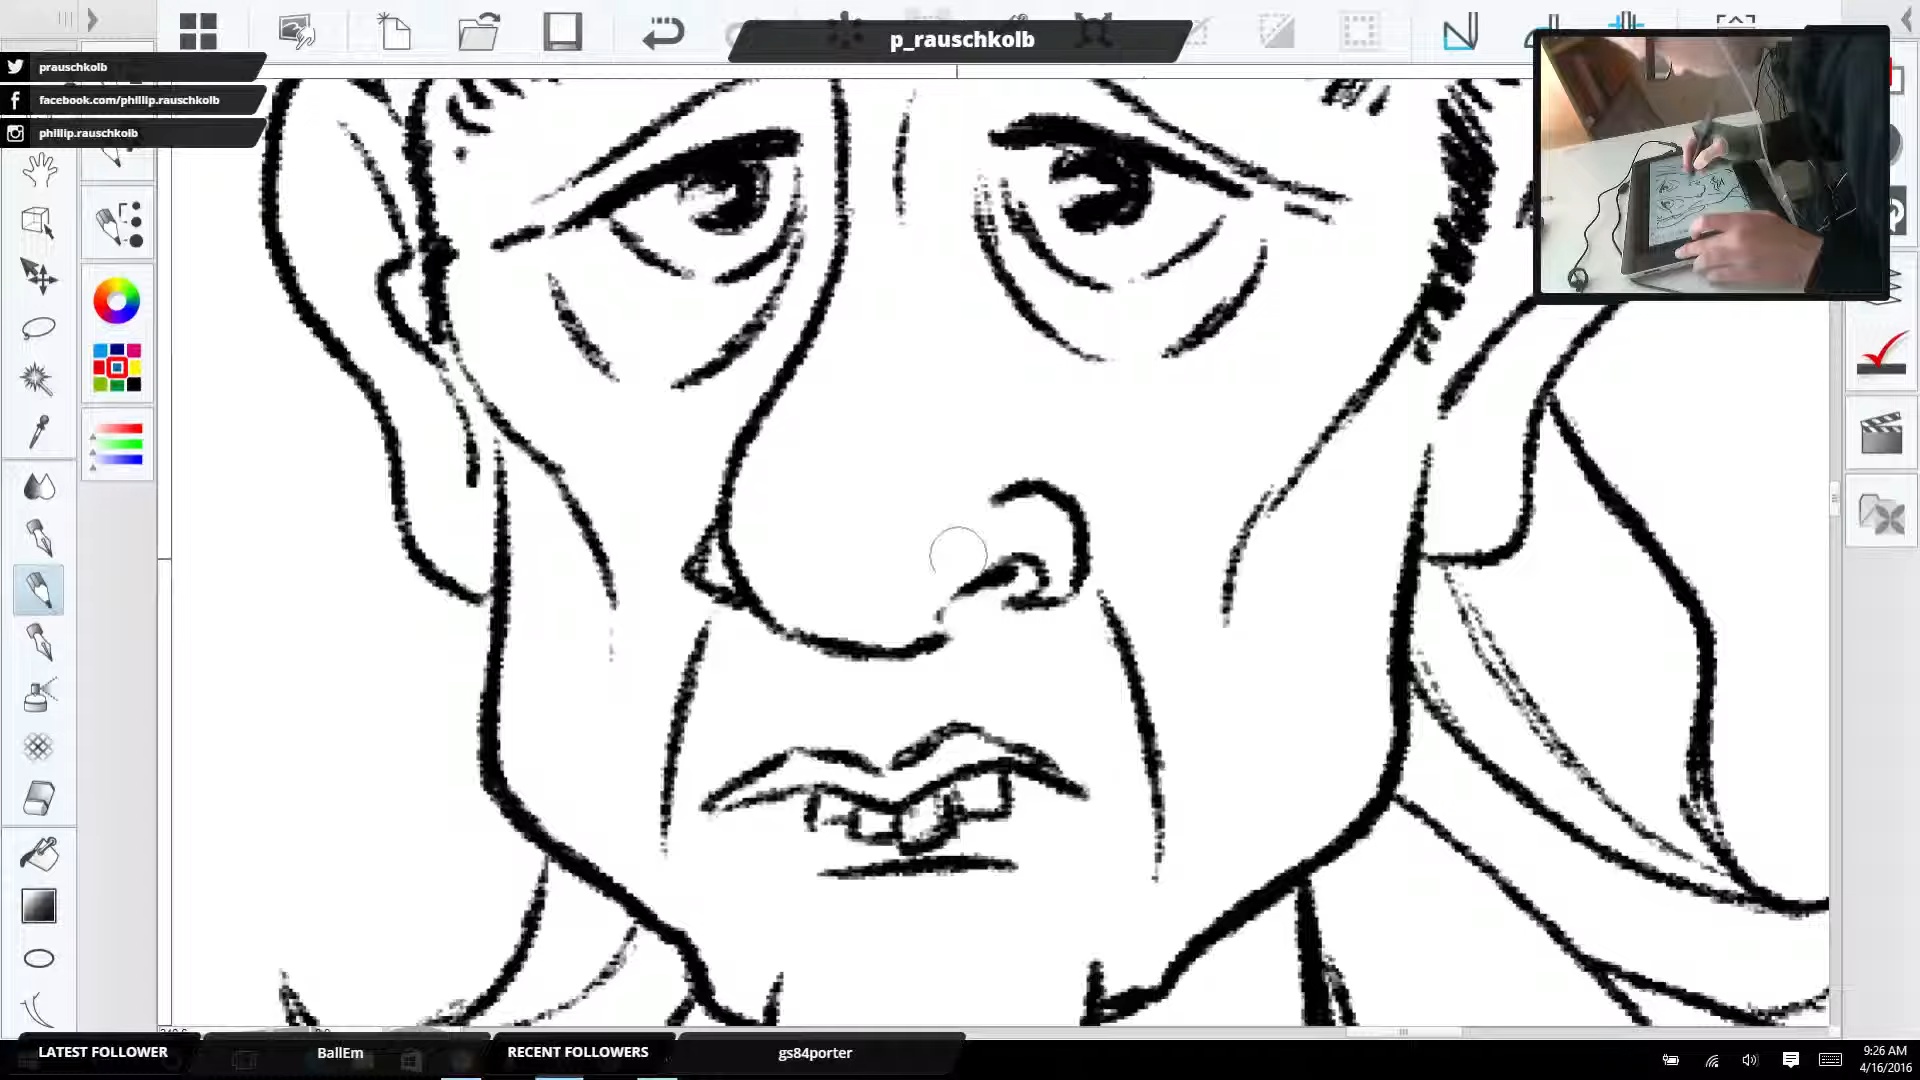 p_rauschkolb
prauschkolb
facebook.com/phillip.rauschkolb
phillip.rauschkolb
LATEST FOLLOWER
BallEm
RECENT FOLLOWERS
gs84porter
9:26 AM
4/16/2016